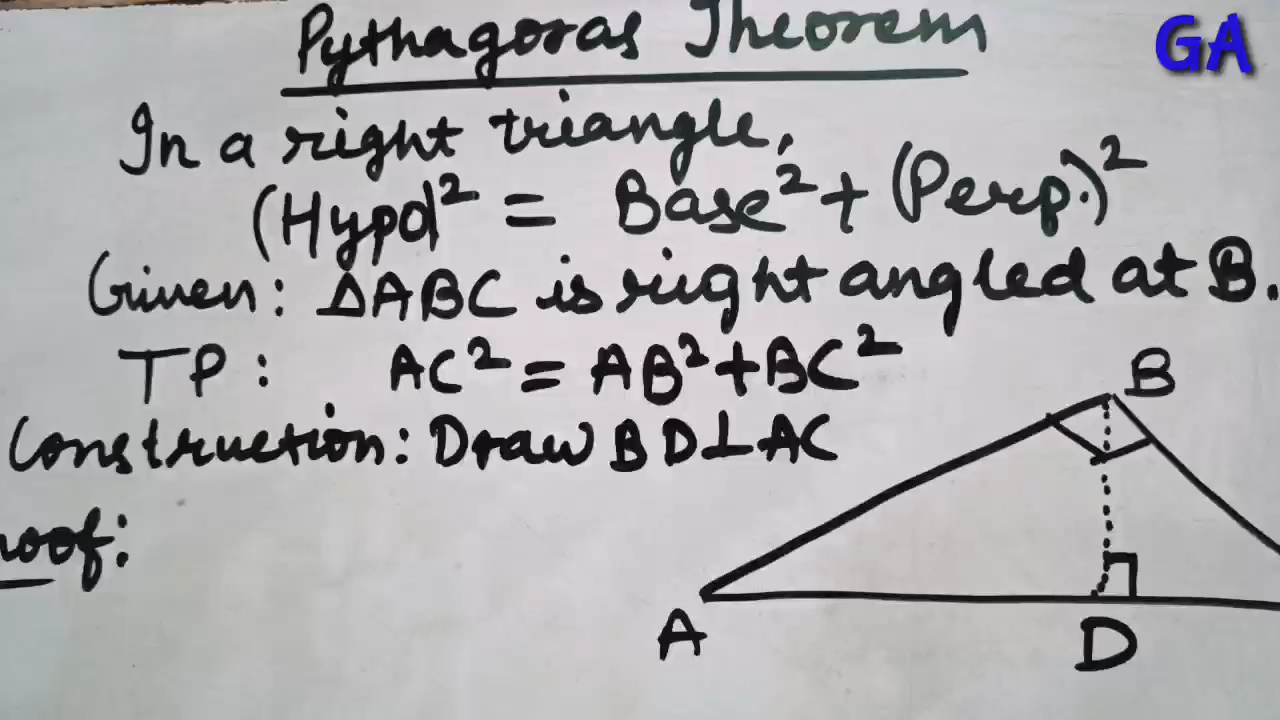 Pythagoras Theorem
GA
In a right triangle,
(Hypo)² = Base² + (Perp.)²
Given: ΔABC is right angled at B.
TP: AC² = AB² + BC²
Construction: Draw BD⊥AC
roof:
B
A
D